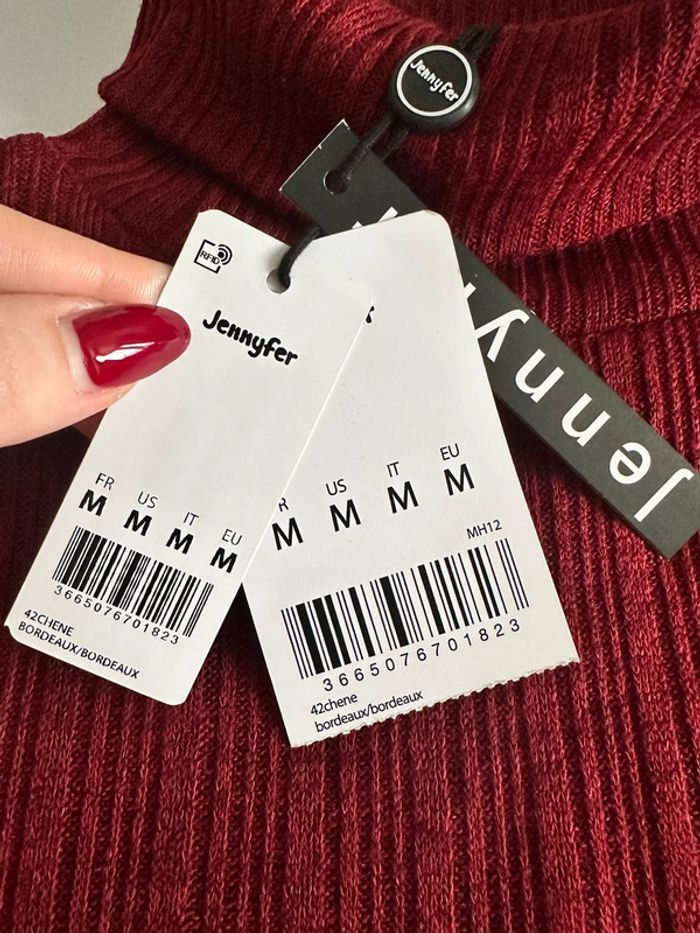 Jennyfer
RFID
Jennyfer
FR US IT EU
M M M M
3665076701823
42CHENE
BORDEAUX/BORDEAUX
R US IT EU
M M M M
MH12
3665076701823
42chene
bordeaux/bordeaux
Jenny